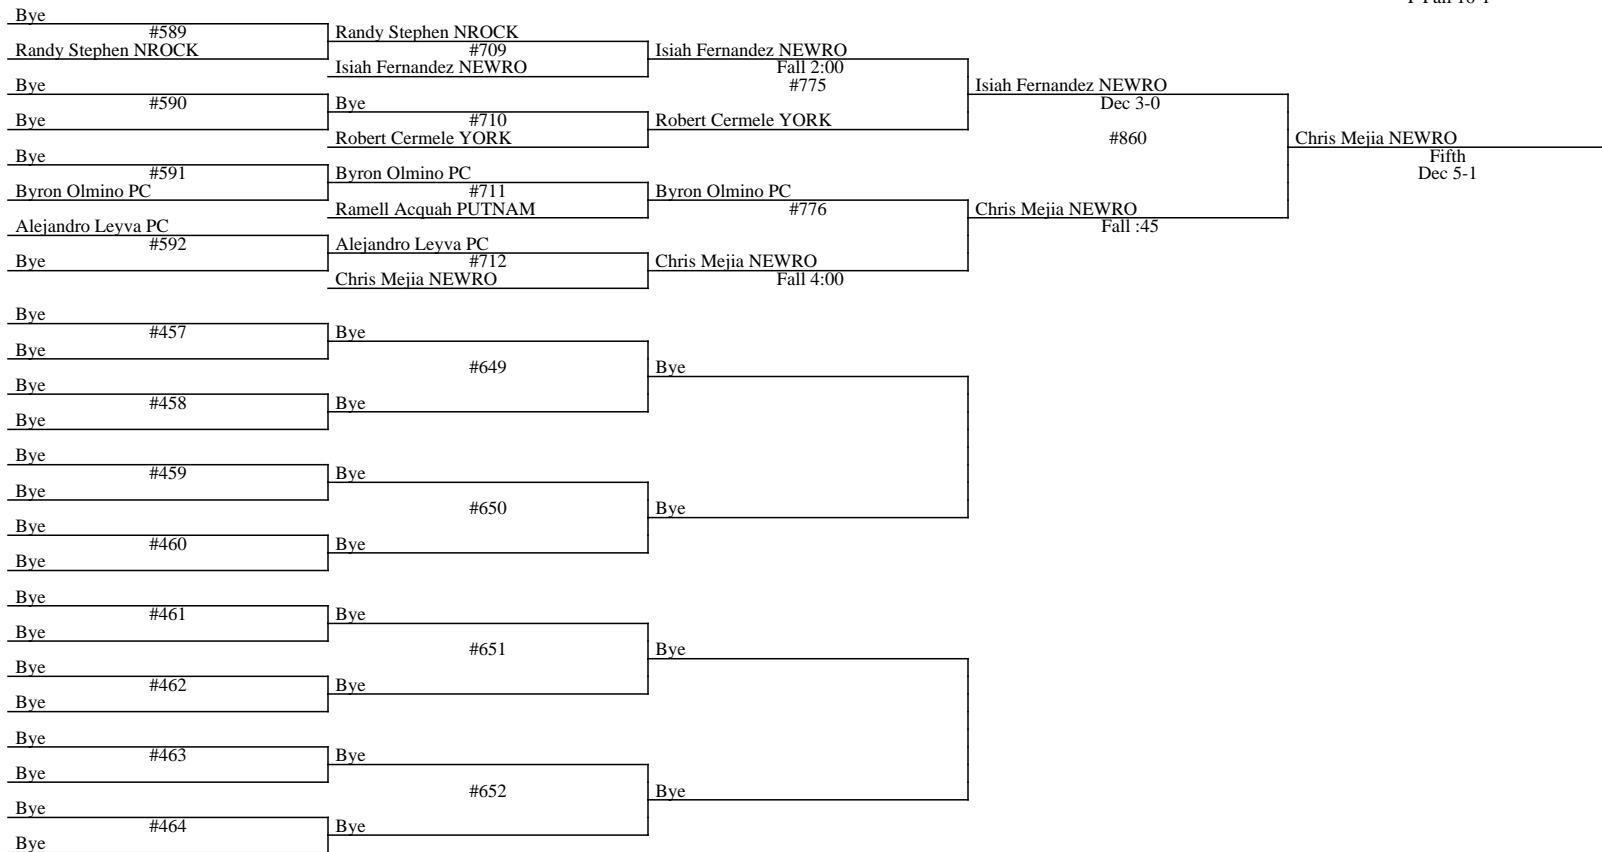 Bye
#589
Randy Stephen NROCK
Bye
#590
Bye
Bye
#591
Byron Olmino PC
Alejandro Leyva PC
#592
Bye
Randy Stephen NROCK
#709
Isiah Fernandez NEWRO
Bye
#710
Robert Cermele YORK
Byron Olmino PC
#711
Ramell Acquah PUTNAM
Alejandro Leyva PC
#712
Chris Mejia NEWRO
Isiah Fernandez NEWRO
Fall 2:00
#775
Robert Cermele YORK
Byron Olmino PC
#776
Chris Mejia NEWRO
Fall 4:00
Isiah Fernandez NEWRO
Dec 3-0
#860
Chris Mejia NEWRO
Fall :45
Chris Mejia NEWRO
Fifth
Dec 5-1
Bye
#457
Bye
Bye
#458
Bye
Bye
#459
Bye
Bye
#460
Bye
Bye
#461
Bye
Bye
#462
Bye
Bye
#463
Bye
Bye
#464
Bye
Bye
#649
Bye
Bye
#650
Bye
Bye
#651
Bye
Bye
#652
Bye
Bye
Bye
Bye
Bye